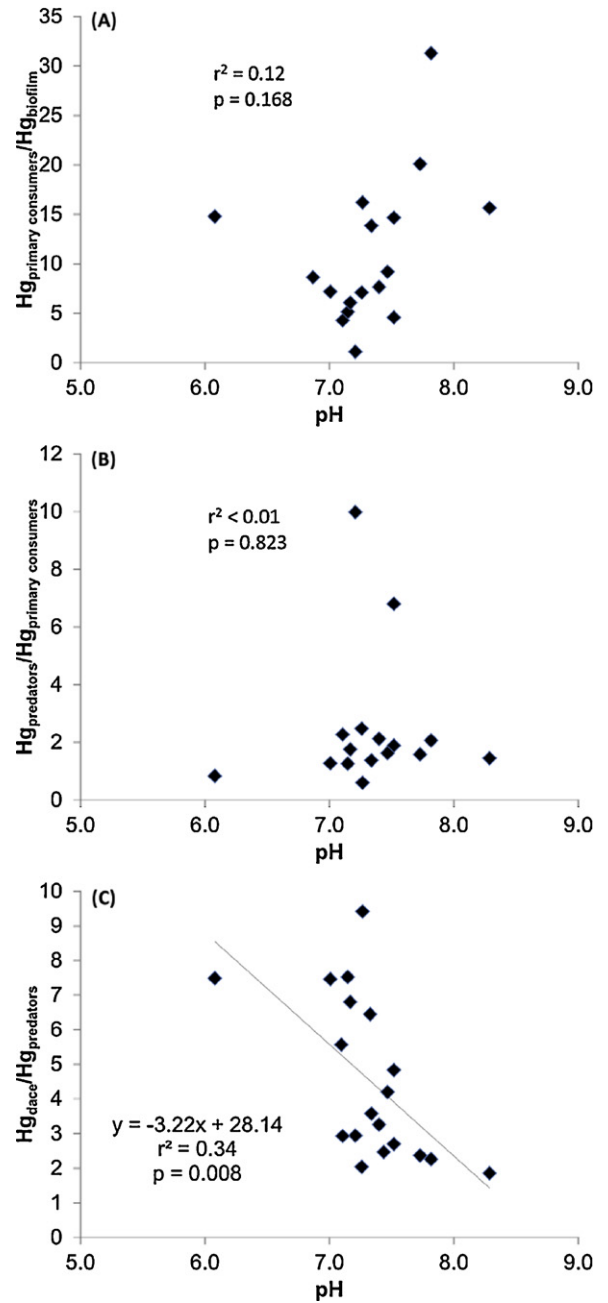 (A)
35
30
25
20
15
10
5
0
r² = 0.12
p = 0.168
Hgprimary consumers/Hgbiofilm
5.0 6.0 7.0 8.0 9.0
pH
(B)
12
10
8
6
4
2
0
r² < 0.01
p = 0.823
Hgpredators/Hgprimary consumers
5.0 6.0 7.0 8.0 9.0
pH
(C)
10
9
8
7
6
5
4
3
2
1
0
y = -3.22x + 28.14
r² = 0.34
p = 0.008
Hgdace/Hgpredators
5.0 6.0 7.0 8.0 9.0
pH